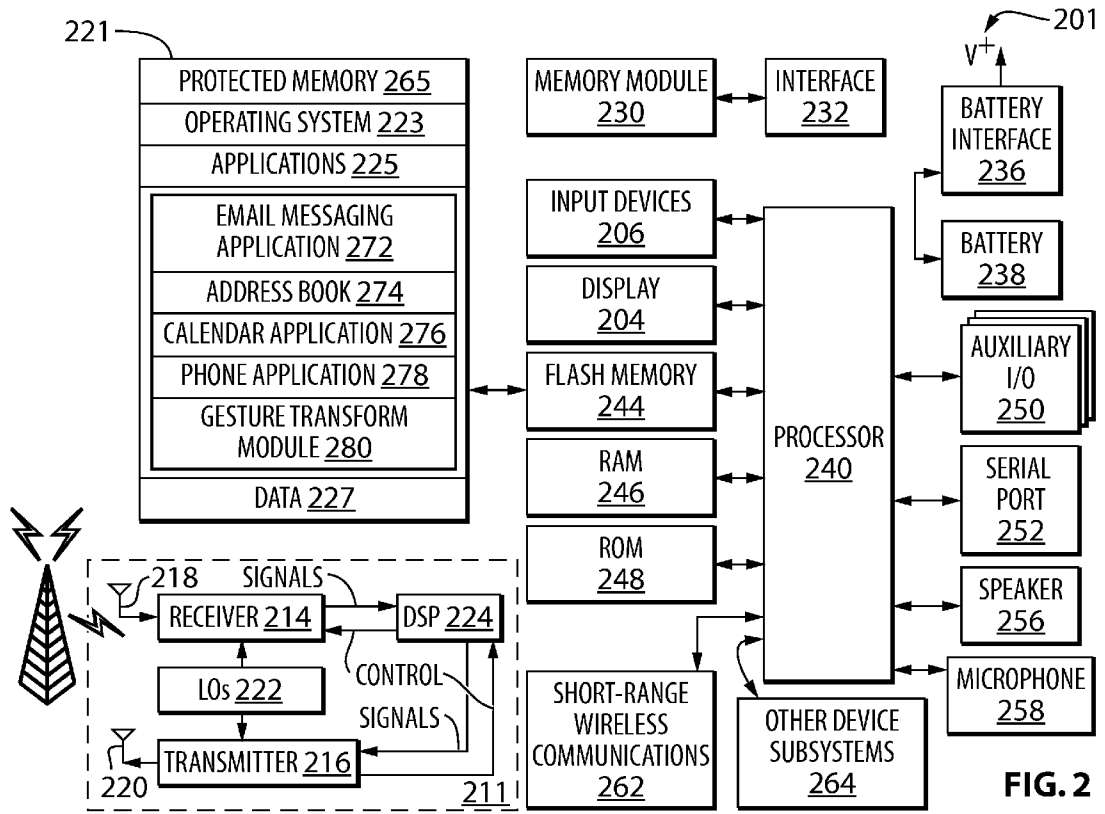 221
PROTECTED MEMORY 265
OPERATING SYSTEM 223
APPLICATIONS 225
EMAIL MESSAGING
APPLICATION 272
ADDRESS BOOK 274
CALENDAR APPLICATION 276
PHONE APPLICATION 278
GESTURE TRANSFORM
MODULE 280
DATA 227
MEMORY MODULE
230
INTERFACE
232
201
V+
BATTERY
INTERFACE
236
BATTERY
238
INPUT DEVICES
206
DISPLAY
204
FLASH MEMORY
244
RAM
246
ROM
248
PROCESSOR
240
AUXILIARY
I/O
250
SERIAL
PORT
252
SPEAKER
256
MICROPHONE
258
SHORT-RANGE
WIRELESS
COMMUNICATIONS
262
OTHER DEVICE
SUBSYSTEMS
264
218
SIGNALS
RECEIVER 214
DSP 224
CONTROL
LOs 222
SIGNALS
TRANSMITTER 216
220
211
FIG. 2